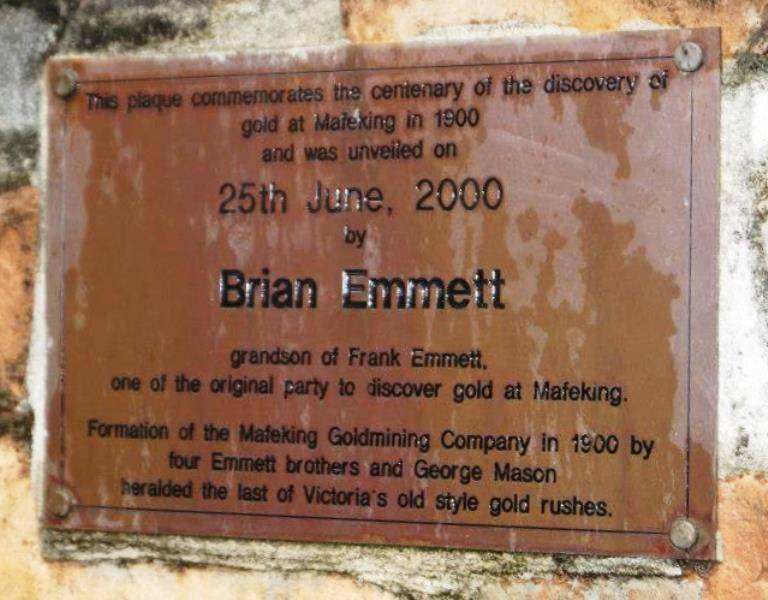 This plaque commemorates the centenary of the discovery of
gold at Mafeking in 1900
and was unveiled on
25th June, 2000
by
Brian Emmett
grandson of Frank Emmett,
one of the original party to discover gold at Mafeking.
Formation of the Mafeking Goldmining Company in 1900 by
four Emmett brothers and George Mason
heralded the last of Victoria's old style gold rushes.